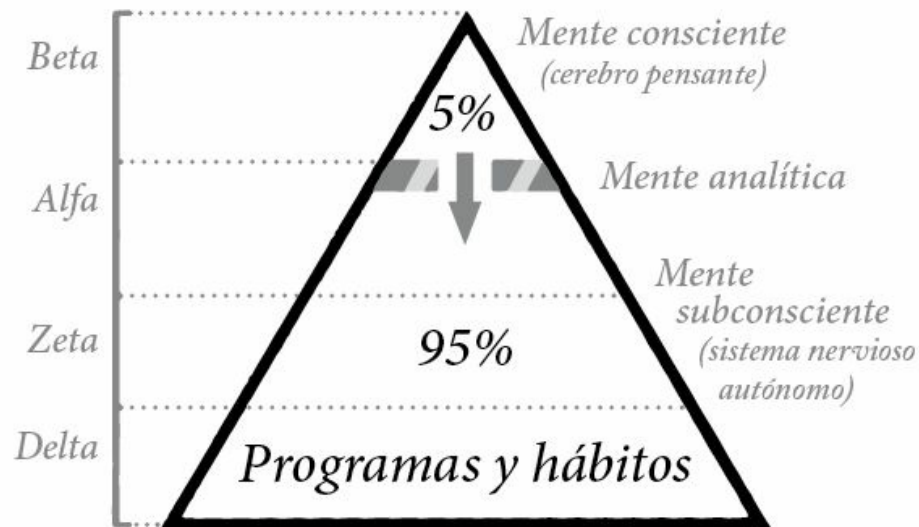 Beta
Mente consciente
(cerebro pensante)
5%
Alfa
Mente analítica
Mente
subconsciente
(sistema nervioso
autónomo)
Zeta
95%
Delta
Programas y hábitos